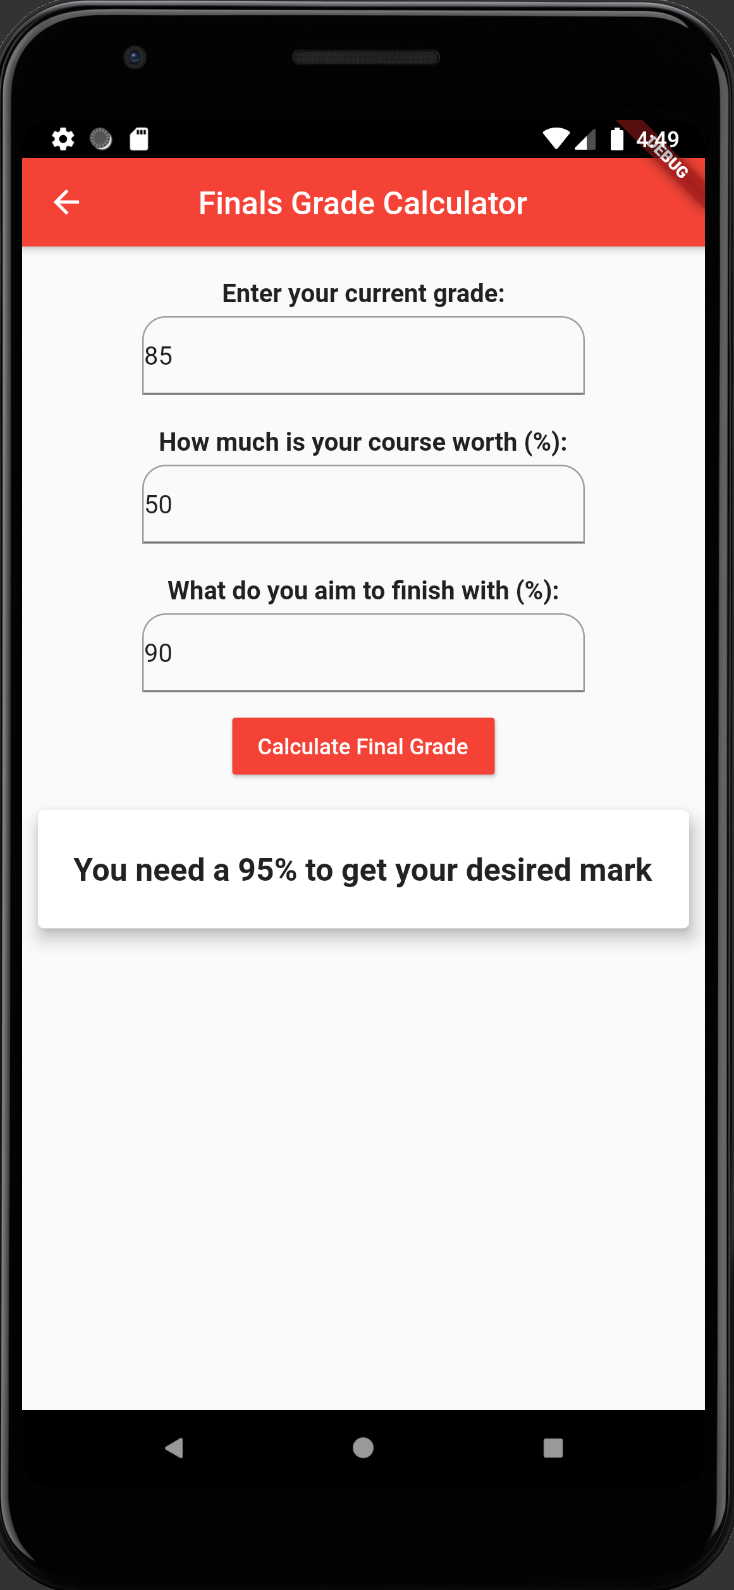 4:49
DEBUG
Finals Grade Calculator
Enter your current grade:
85
How much is your course worth (%):
50
What do you aim to finish with (%):
90
Calculate Final Grade
You need a 95% to get your desired mark